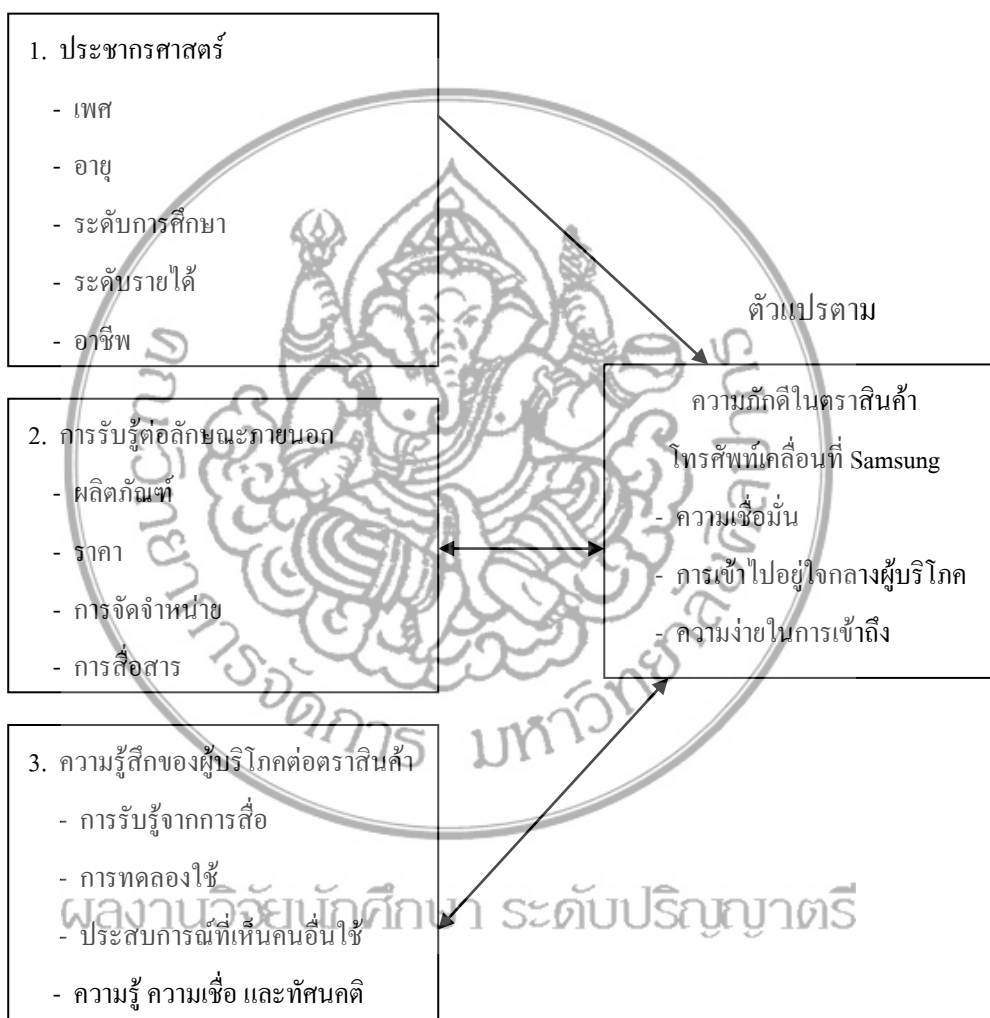 1. ประชากรศาสตร์
- เพศ
- อายุ
- ระดับการศึกษา
- ระดับรายได้
- อาชีพ
2. การรับรู้ต่อลักษณะภายนอก
- ผลิตภัณฑ์
- ราคา
- การจัดจำหน่าย
- การสื่อสาร
3. ความรู้สึกของผู้บริโภคต่อตราสินค้า
- การรับรู้จากการสื่อ
- การทดลองใช้
- ประสบการณ์ที่เห็นคนอื่นใช้
- ความรู้ ความเชื่อ และทัศนคติ
ตัวแปรตาม
ความภักดีในตราสินค้า
โทรศัพท์เคลื่อนที่ Samsung
- ความเชื่อมั่น
- การเข้าไปอยู่ใจกลางผู้บริโภค
- ความง่ายในการเข้าถึง
มหาวิทยาลัยศิลปากร
ผลงานวิจัยนักศึกษา ระดับปริญญาตรี